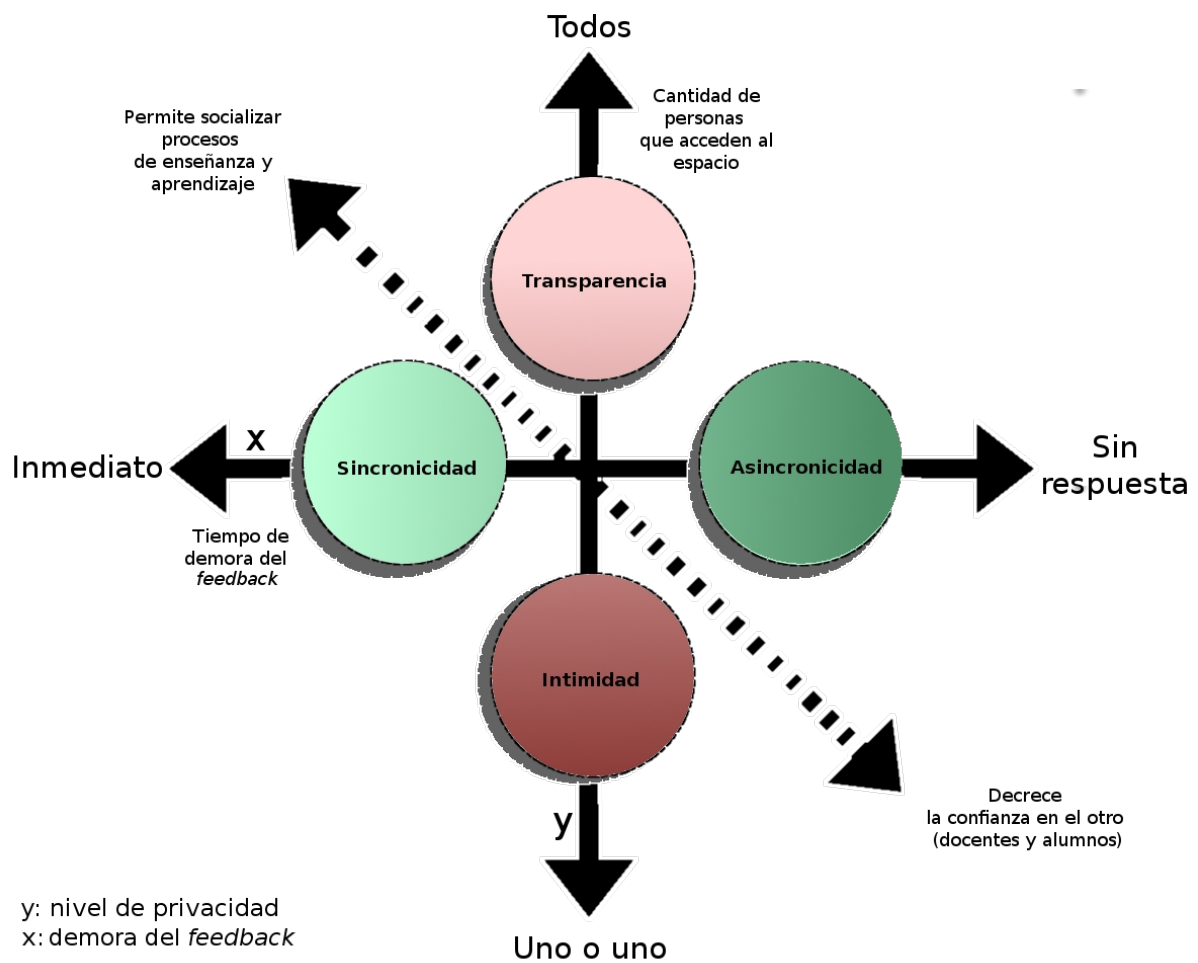 Todos
Cantidad de
personas
que acceden al
espacio
Permite socializar
procesos
de enseñanza y
aprendizaje
Transparencia
x
Inmediato
Sincronicidad
Asincronicidad
Sin
respuesta
Tiempo de
demora del
feedback
Intimidad
y
Decrece
la confianza en el otro
(docentes y alumnos)
y: nivel de privacidad
x: demora del feedback
Uno o uno